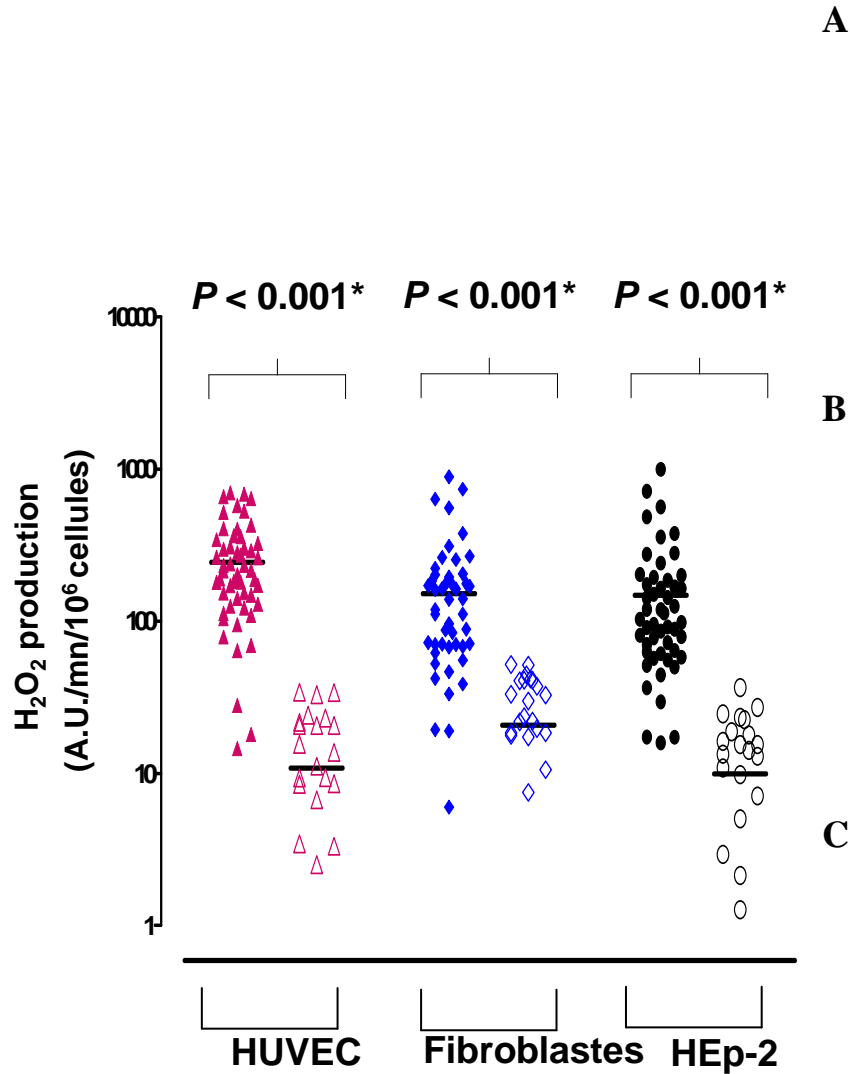 A
P < 0.001* P < 0.001* P < 0.001*
10000
B
1000
100
10
C
1
H₂O₂ production
(A.U./mn/10⁶ cellules)
HUVEC Fibroblastes HEp-2